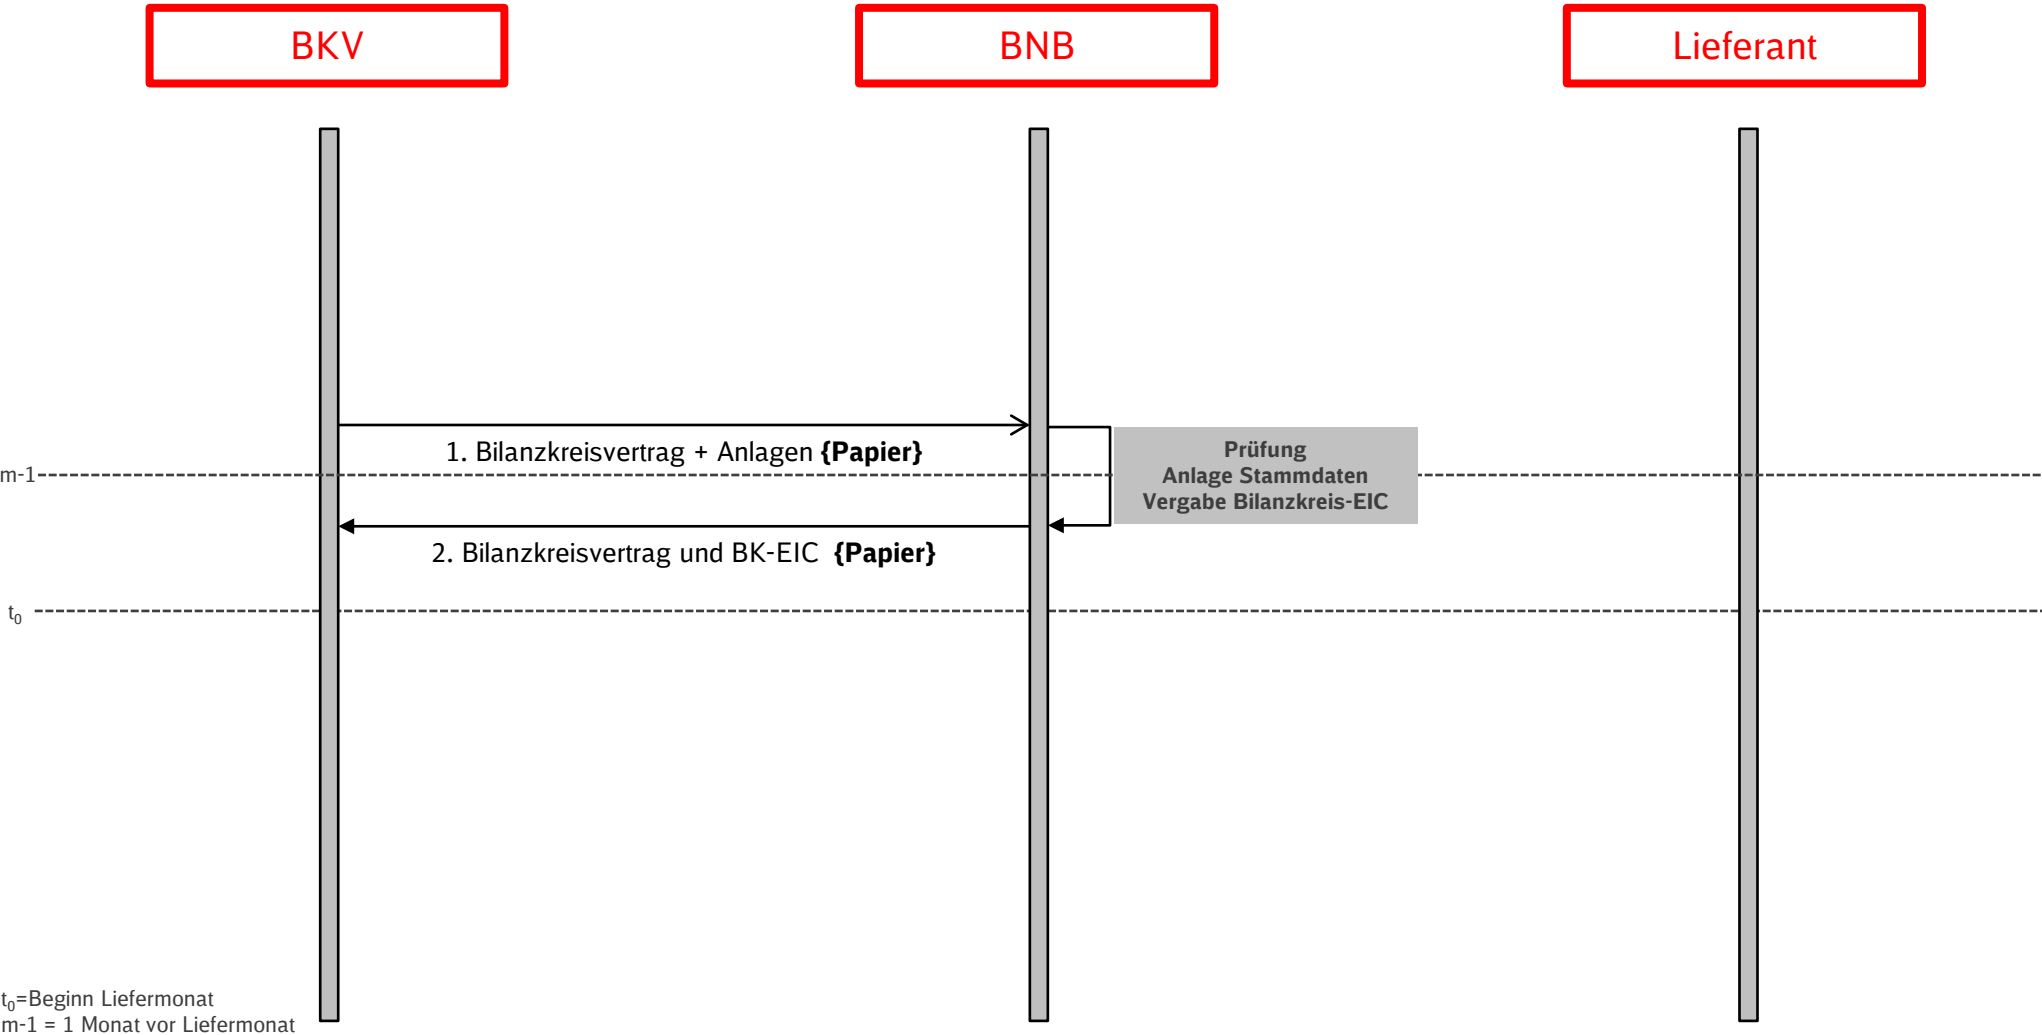 BKV
BNB
Lieferant
1. Bilanzkreisvertrag + Anlagen {Papier}
Prüfung
Anlage Stammdaten
Vergabe Bilanzkreis-EIC
m-1
2. Bilanzkreisvertrag und BK-EIC {Papier}
t₀
t₀=Beginn Liefermonat
m-1 = 1 Monat vor Liefermonat